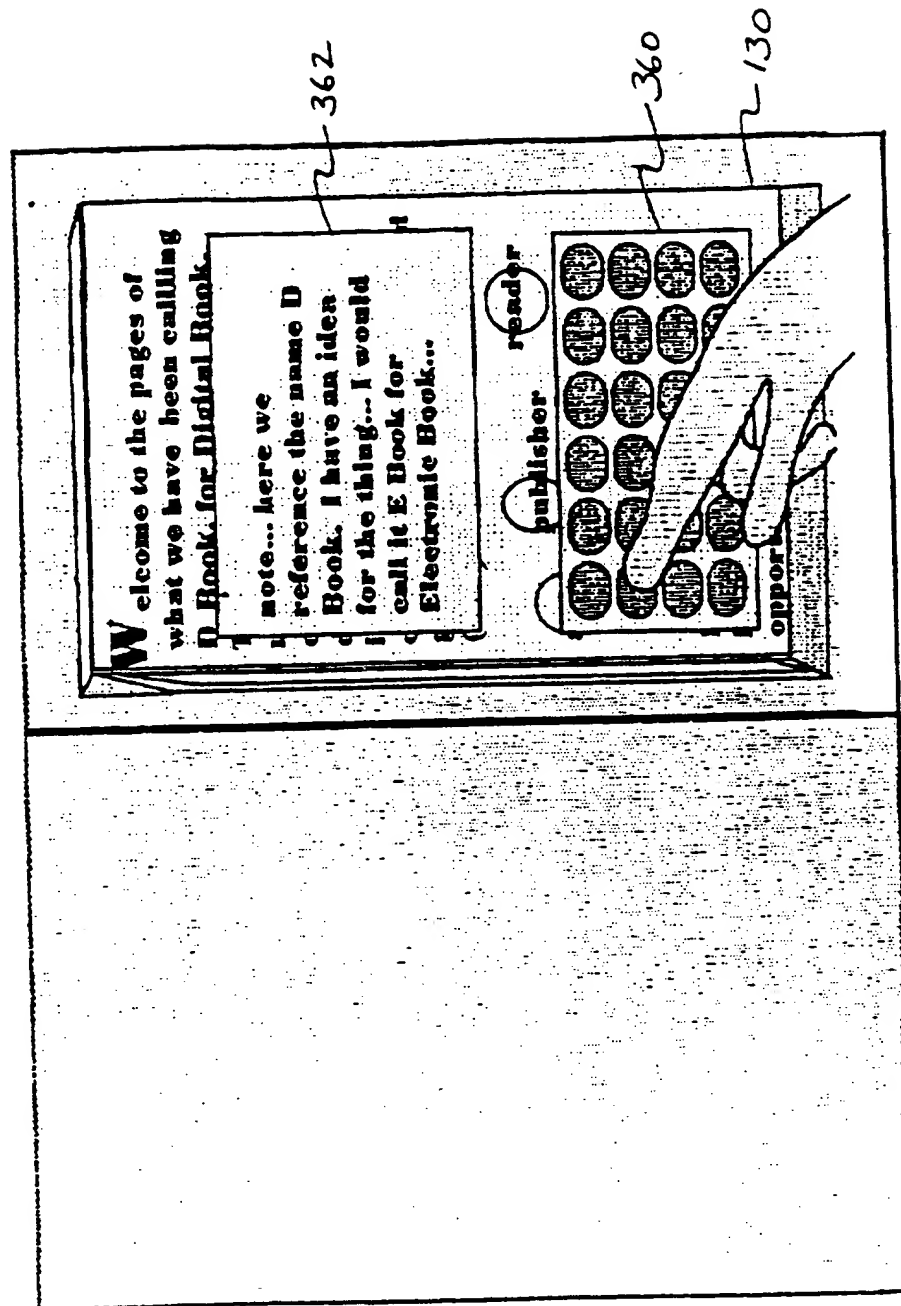 Welcome to the pages of
what we have been callling
D Book, for Digital Book.
note... here we
reference the name D
Book. I have an idea
for the thing... I would
call it E Book for
Electronic Book...
publisher
reader
oppor
362
360
130